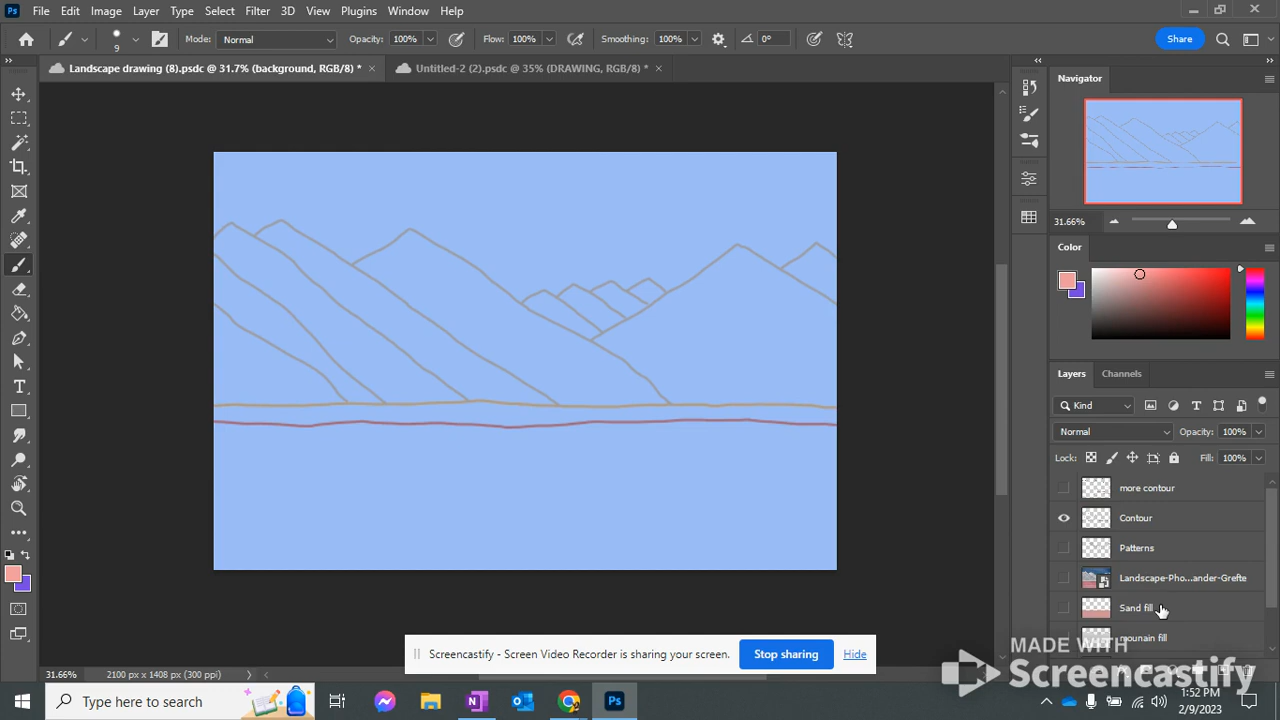 Ps File Edit Image Layer Type Select Filter 3D View Plugins Window Help
9 Mode: Normal Opacity: 100% Flow: 100% Smoothing: 100% 0° Share
Landscape drawing (8).psdc @ 31.7% (background, RGB/8) * × Untitled-2 (2).psdc @ 35% (DRAWING, RGB/8) * ×
Navigator
31.66%
Color
Layers Channels
Kind
Normal Opacity: 100%
Lock: Fill: 100%
more contour
Contour
Patterns
Landscape-Pho...ander-Grefte
Sand fill
mounain fill
Screencastify - Screen Video Recorder is sharing your screen. Stop sharing Hide
MADE WITH
Screencastify
31.66% 2100 px x 1408 px (300 ppi)
Type here to search
1:52 PM
2/9/2023